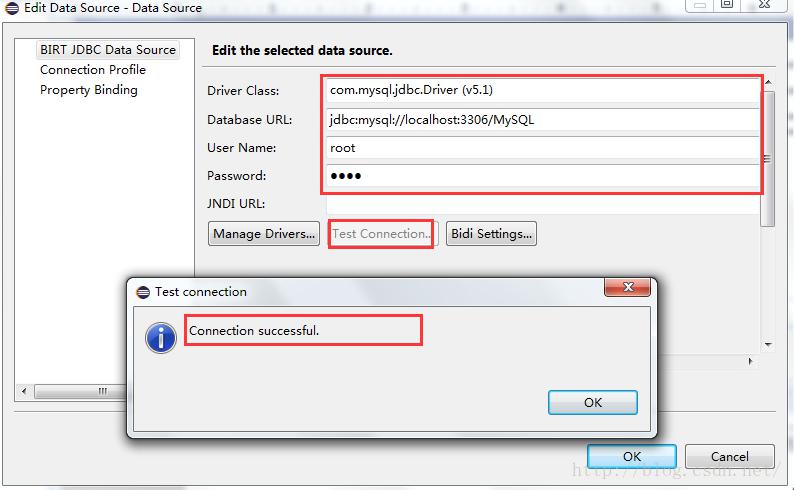 Edit Data Source - Data Source
BIRT JDBC Data Source
Connection Profile
Property Binding
Edit the selected data source.
Driver Class: com.mysql.jdbc.Driver (v5.1)
Database URL: jdbc:mysql://localhost:3306/MySQL
User Name: root
Password: ●●●●
JNDI URL:
Manage Drivers... Test Connection... Bidi Settings...
Test connection
Connection successful.
OK
OK Cancel
http://blog.csdn.net/